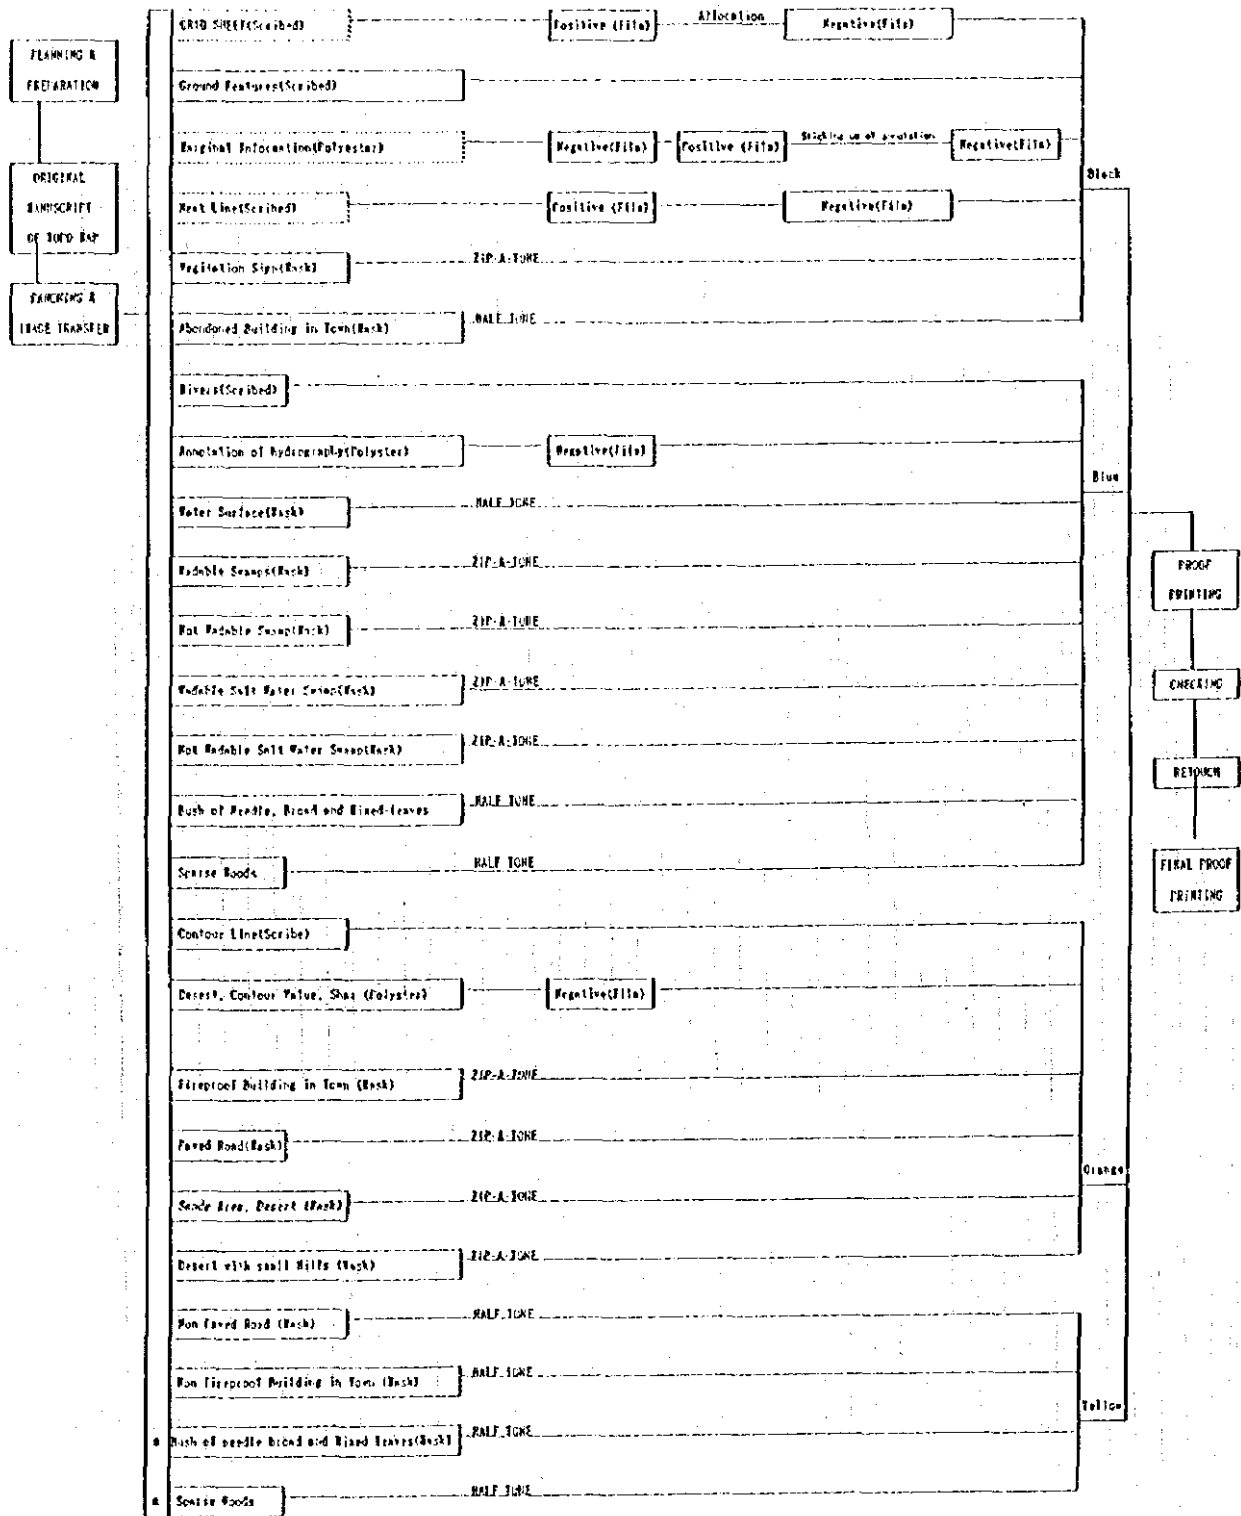 PLANNING &
PREPARATION
ORIGINAL
MANUSCRIPT
OF TOPO MAP
PANCHING &
IMAGE TRANSFER
GRID SHEET(Scribed)
Positive (Film)
Allocation
Negative(Film)
Ground Features(Scribed)
Marginal Information(Polyester)
Negative(Film)
Positive (Film)
Sticking up of
Negative(Film)
Neat Line(Scribed)
Positive (Film)
Negative(Film)
Vegitation Sign(Mask)
ZIP-A-TONE
Abandoned Building in Town(Mask)
HALF TONE
Black
Rivers(Scribed)
Annotation of hydrography(Polyster)
Negative(Film)
Water Surface(Mask)
HALF TONE
Wadable Swamps(Mask)
ZIP-A-TONE
Not Wadable Swamp(Mask)
ZIP-A-TONE
Wadable Salt Water Swamp(Mask)
ZIP-A-TONE
Not Wadable Salt Water Swamp(Mask)
ZIP-A-TONE
Bush of Needle, Broad and Mixed-Leaves
HALF TONE
Sparse Woods
HALF TONE
Blue
Contour Line(Scribe)
Desert, Contour Value, (Polyster)
Negative(Film)
Fireproof Building in Town (Mask)
ZIP-A-TONE
Paved Road(Mask)
ZIP-A-TONE
Sande Area, Desert (Mask)
ZIP-A-TONE
Desert with small Hills (Mask)
ZIP-A-TONE
Orange
Non Paved Road (Mask)
HALF TONE
Non Fireproof Building in Town (Mask)
HALF TONE
Bush of needle broad and Mixed leaves(Mask)
HALF TONE
Sparse Woods
HALF TONE
Yellow
PROOF
PRINTING
CHECKING
RETOUCH
FINAL PROOF
PRINTING